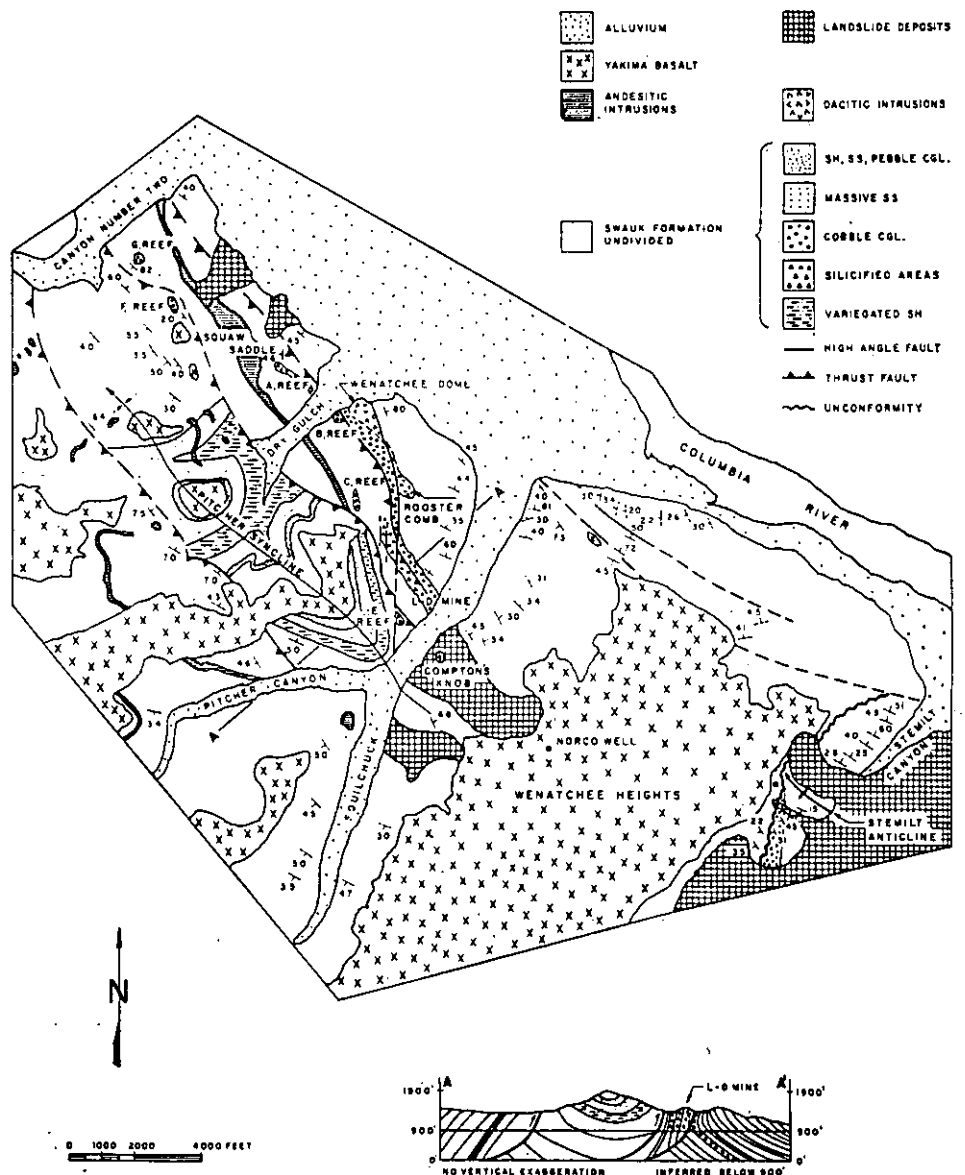 ALLUVIUM
LANDSLIDE DEPOSITS
YAKIMA BASALT
ANDESITIC
INTRUSIONS
DACITIC INTRUSIONS
SH, SS, PEBBLE CGL.
MASSIVE SS
COBBLE CGL.
SILICIFIED AREAS
VARIEGATED SH
SWAUK FORMATION
UNDIVIDED
HIGH ANGLE FAULT
THRUST FAULT
UNCONFORMITY
CANYON NUMBER TWO
G, REEF
F, REEF
SQUAW
SADDLE
A, REEF
WENATCHEE DOME
DRY GULCH
B, REEF
C, REEF
ROOSTER
COMB
COLUMBIA
RIVER
PITCHER
SYNCLINE
L-D MINE
E
REEF
COMPTONS
KNOB
PITCHER CANYON
A
A
SQUILCHUCK
NORCO WELL
WENATCHEE HEIGHTS
STEMILT
CANYON
STEMILT
ANTICLINE
N
0 1000 2000 4000 FEET
A
A'
L-D MINE
1900'
1900'
900'
900'
0
0
NO VERTICAL EXAGGERATION
INFERRED BELOW 900'